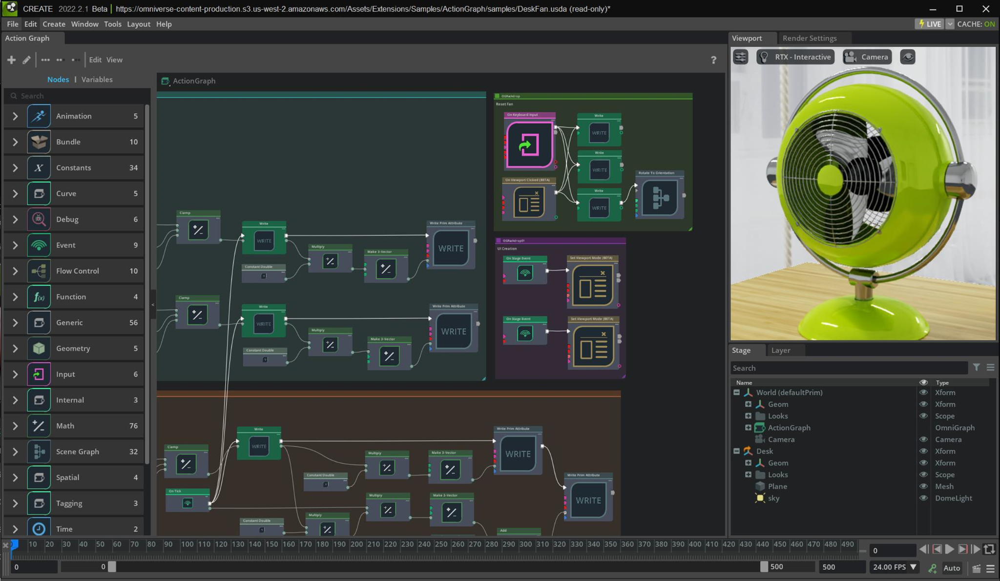 CREATE 2022.2.1 Beta | https://omniverse-content-production.s3.us-west-2.amazonaws.com/Assets/Extensions/Samples/ActionGraph/samples/DeskFan.usda (read-only)*
File Edit Create Window Tools Layout Help
LIVE CACHE: ON
Action Graph
Edit View
?
Nodes | Variables
Search
Animation 5
Bundle 10
Constants 34
Curve 5
Debug 6
Event 9
Flow Control 10
Function 4
Generic 56
Geometry 5
Input 6
Internal 3
Math 76
Scene Graph 32
Spatial 4
Tagging 3
Time 2
ActionGraph
Clamp
Write
WRITE
Constant Double
Multiply
Make 3-Vector
Write Prim Attribute
WRITE
Clamp
Write
WRITE
Constant Double
Multiply
Make 3-Vector
Write Prim Attribute
WRITE
OGBackdrop
Reset Fan
On Keyboard Input
On Viewport Clicked (BETA)
Write
WRITE
Write
WRITE
Write
WRITE
Rotate To Orientation
OGBackdrop01
UI Creation
On Stage Event
Set Viewport Mode (BETA)
On Stage Event
Set Viewport Mode (BETA)
Clamp
On Tick
Write
WRITE
Constant Double
Multiply
Make 3-Vector
Write Prim Attribute
WRITE
Write Prim Attribute
WRITE
Multiply
Make 3-Vector
Constant Double
Multiply
Add
Viewport Render Settings
RTX - Interactive Camera
Stage Layer
Search
Name Type
World (defaultPrim) Xform
Geom Xform
Looks Scope
ActionGraph OmniGraph
Camera Camera
Desk Xform
Geom Xform
Looks Scope
Plane Mesh
sky DomeLight
10 20 30 40 50 60 70 80 90 100 110 120 130 140 150 160 170 180 190 200 210 220 230 240 250 260 270 280 290 300 310 320 330 340 350 360 370 380 390 400 410 420 430 440 450 460 470 480 490
0
0 0 500 500 24.00 FPS Auto